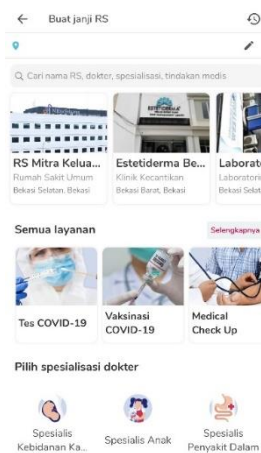 Buat janji RS
Cari nama RS, dokter, spesialisasi, tindakan medis
RS Mitra Kelua...
Rumah Sakit Umum
Bekasi Selatan, Bekasi
Estetiderma Be...
Klinik Kecantikan
Bekasi Barat, Bekasi
Laborato
Laboratoriu
Bekasi Selat
Semua layanan
Selengkapnya
Tes COVID-19
Vaksinasi
COVID-19
Medical
Check Up
Pilih spesialisasi dokter
Spesialis
Kebidanan Ka...
Spesialis Anak
Spesialis
Penyakit Dalam